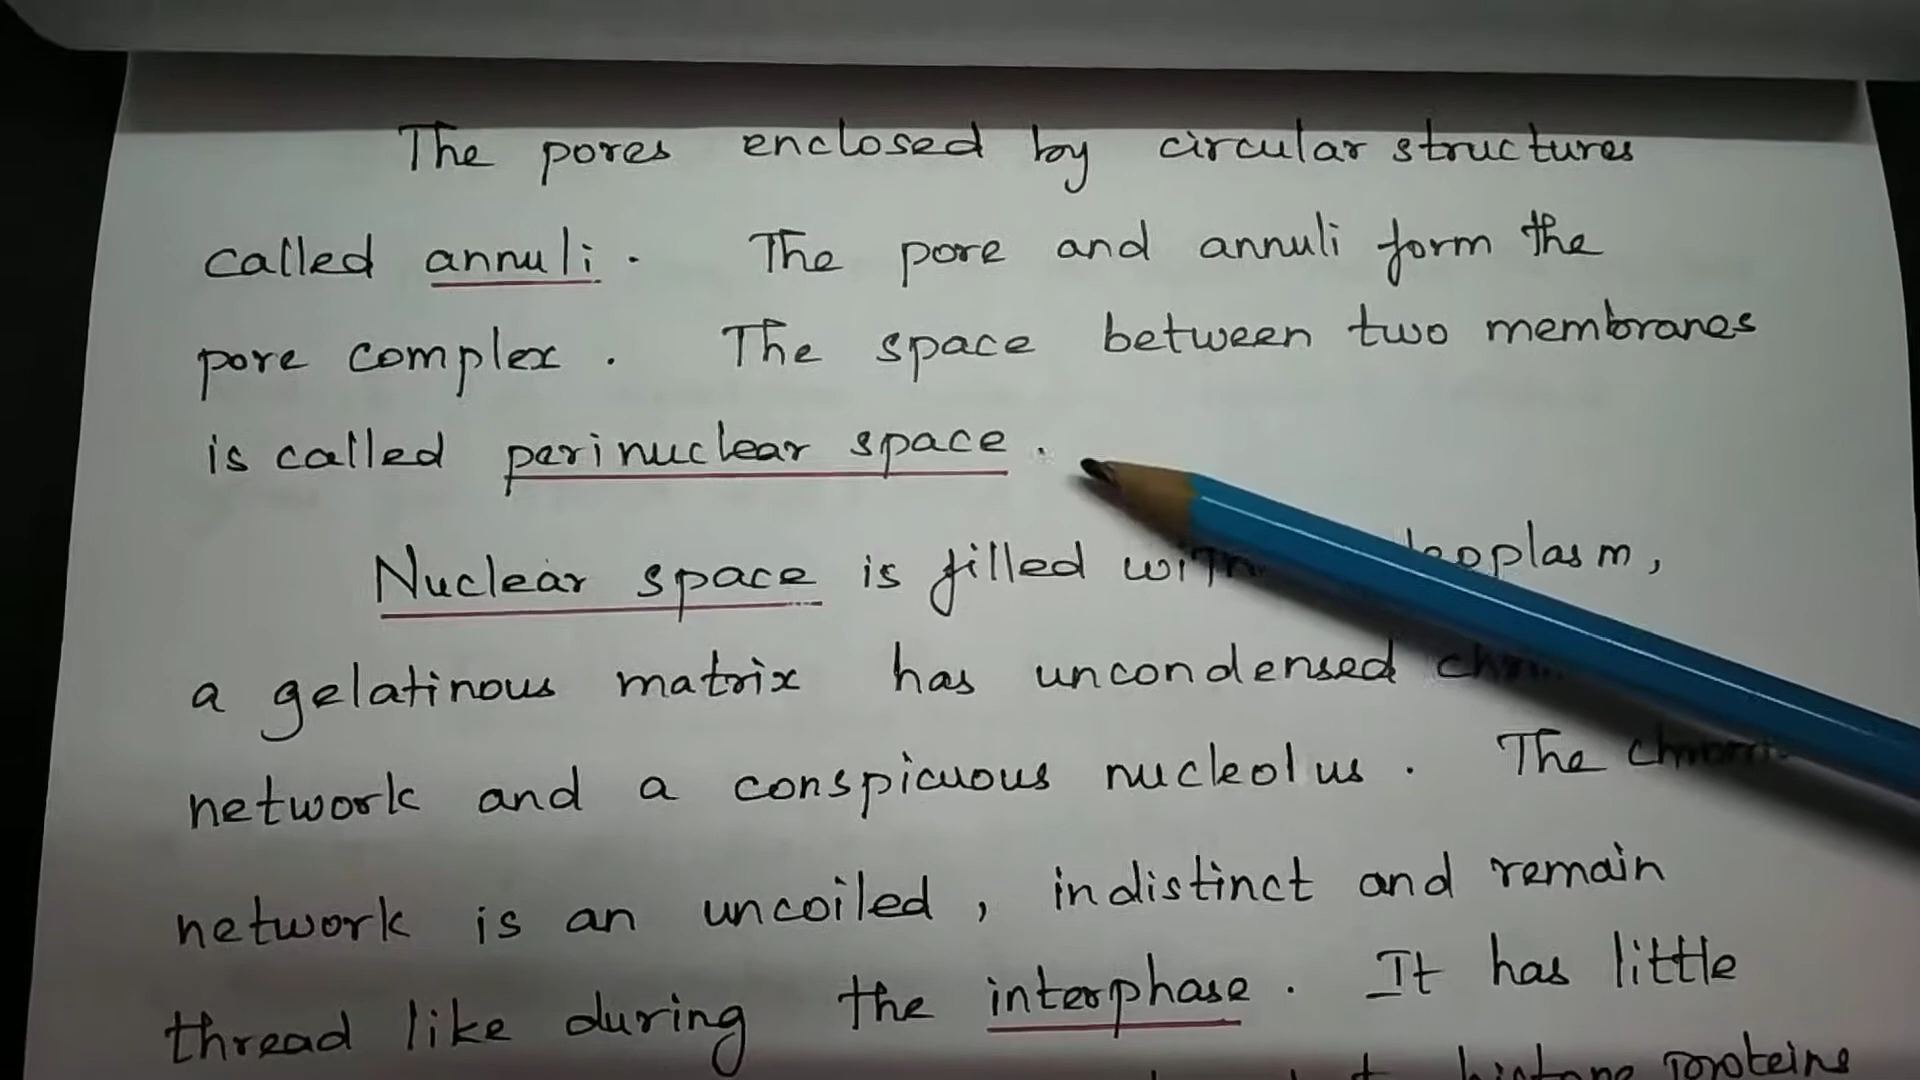 The pores enclosed by circular structures
called annuli. The pore and annuli form the
pore complex. The space between two membranes
is called perinuclear space.
Nuclear space is filled with
a gelatinous matrix has uncondensed
network and a conspicuous nucleolus. The
network is an uncoiled, indistinct and remain
thread like during the interphase. It has little
histone proteins